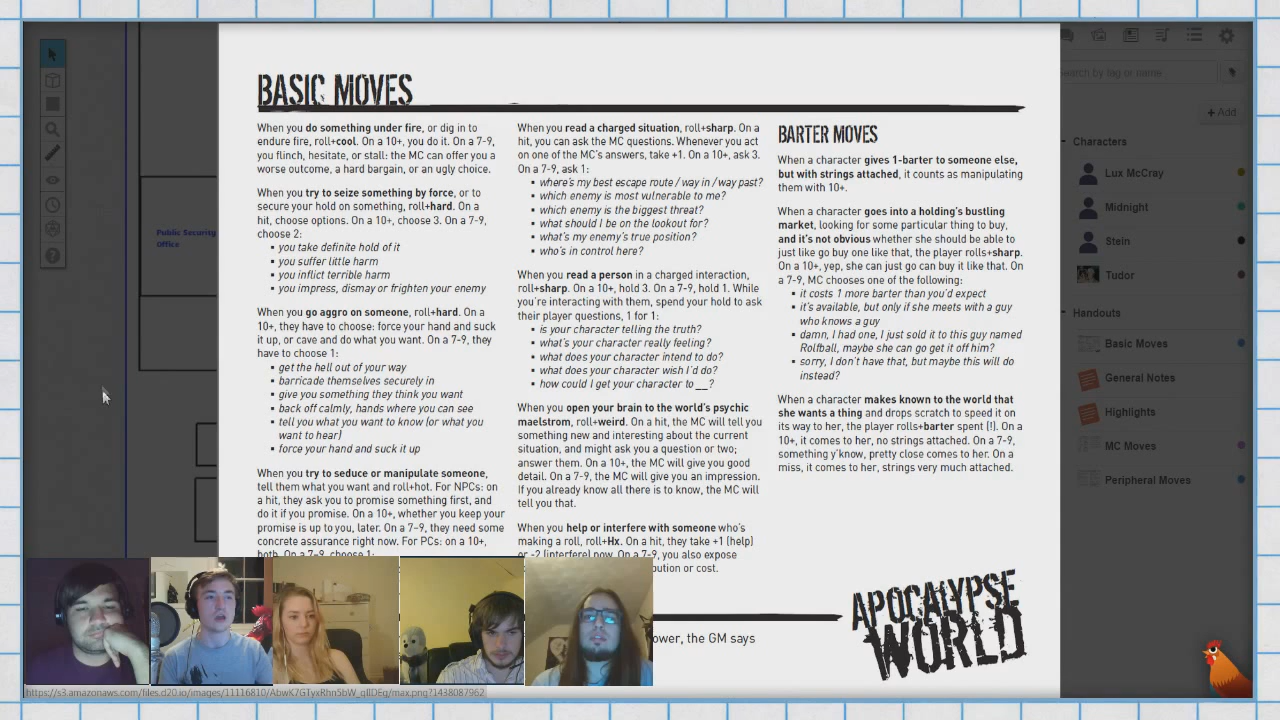 BASIC MOVES
When you do something under fire, or dig in to
endure fire, roll+cool. On a 10+, you do it. On a 7-9,
you flinch, hesitate, or stall: the MC can offer you a
worse outcome, a hard bargain, or an ugly choice.
When you try to seize something by force, or to
secure your hold on something, roll+hard. On a
hit, choose options. On a 10+, choose 3. On a 7-9,
choose 2:
• you take definite hold of it
• you suffer little harm
• you inflict terrible harm
• you impress, dismay or frighten your enemy
When you go aggro on someone, roll+hard. On a
10+, they have to choose: force your hand and suck
it up, or cave and do what you want. On a 7-9, they
have to choose 1:
• get the hell out of your way
• barricade themselves securely in
• give you something they think you want
• back off calmly, hands where you can see
• tell you what you want to know (or what you
want to hear)
• force your hand and suck it up
When you try to seduce or manipulate someone,
tell them what you want and roll+hot. For NPCs: on
a hit, they ask you to promise something first, and
do it if you promise. On a 10+, whether you keep your
promise is up to you, later. On a 7-9, they need some
concrete assurance right now. For PCs: on a 10+,
both. On a 7-9, choose 1:
When you read a charged situation, roll+sharp. On a
hit, you can ask the MC questions. Whenever you act
on one of the MC's answers, take +1. On a 10+, ask 3.
On a 7-9, ask 1:
• where's my best escape route / way in / way past?
• which enemy is most vulnerable to me?
• which enemy is the biggest threat?
• what should I be on the lookout for?
• what's my enemy's true position?
• who's in control here?
When you read a person in a charged interaction,
roll+sharp. On a 10+, hold 3. On a 7-9, hold 1. While
you're interacting with them, spend your hold to ask
their player questions, 1 for 1:
• is your character telling the truth?
• what's your character really feeling?
• what does your character intend to do?
• what does your character wish I'd do?
• how could I get your character to __?
When you open your brain to the world's psychic
maelstrom, roll+weird. On a hit, the MC will tell you
something new and interesting about the current
situation, and might ask you a question or two;
answer them. On a 10+, the MC will give you good
detail. On a 7-9, the MC will give you an impression.
If you already know all there is to know, the MC will
tell you that.
When you help or interfere with someone who's
making a roll, roll+Hx. On a hit, they take +1 (help)
or -2 (interfere) now. On a 7-9, you also expose
or cost.
ower, the GM says
BARTER MOVES
When a character gives 1-barter to someone else,
but with strings attached, it counts as manipulating
them with 10+.
When a character goes into a holding's bustling
market, looking for some particular thing to buy,
and it's not obvious whether she should be able to
just like go buy one like that, the player rolls+sharp.
On a 10+, yep, she can just go can buy it like that. On
a 7-9, MC chooses one of the following:
• it costs 1 more barter than you'd expect
• it's available, but only if she meets with a guy
who knows a guy
• damn, I had one, I just sold it to this guy named
Rolfball, maybe she can go get it off him?
• sorry, I don't have that, but maybe this will do
instead?
When a character makes known to the world that
she wants a thing and drops scratch to speed it on
its way to her, the player rolls+barter spent (!). On a
10+, it comes to her, no strings attached. On a 7-9,
something y'know, pretty close comes to her. On a
miss, it comes to her, strings very much attached.
APOCALYPSE
WORLD
Public Security
Office
earch by tag or name
+ Add
Characters
Lux McCray
Midnight
Stein
Tudor
Handouts
Basic Moves
General Notes
Highlights
MC Moves
Peripheral Moves